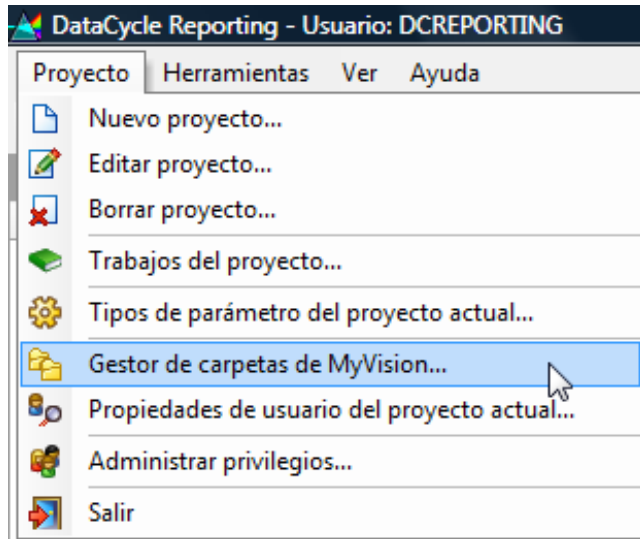 DataCycle Reporting - Usuario: DCREPORTING
Proyecto Herramientas Ver Ayuda
Nuevo proyecto...
Editar proyecto...
Borrar proyecto...
Trabajos del proyecto...
Tipos de parámetro del proyecto actual...
Gestor de carpetas de MyVision...
Propiedades de usuario del proyecto actual...
Administrar privilegios...
Salir